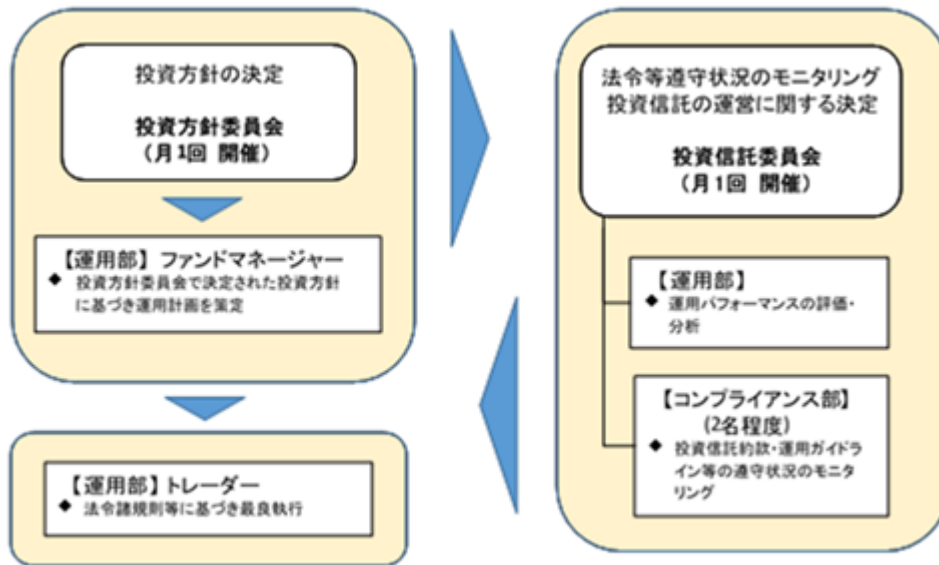 投資方針の決定
投資方針委員会
(月1回 開催)
【運用部】ファンドマネージャー
◆ 投資方針委員会で決定された投資方針
に基づき運用計画を策定
【運用部】トレーダー
◆ 法令諸規則等に基づき最良執行
法令等遵守状況のモニタリング
投資信託の運営に関する決定
投資信託委員会
(月1回 開催)
【運用部】
◆ 運用パフォーマンスの評価・
分析
【コンプライアンス部】
(2名程度)
◆ 投資信託約款・運用ガイドラ
イン等の遵守状況のモニタ
リング